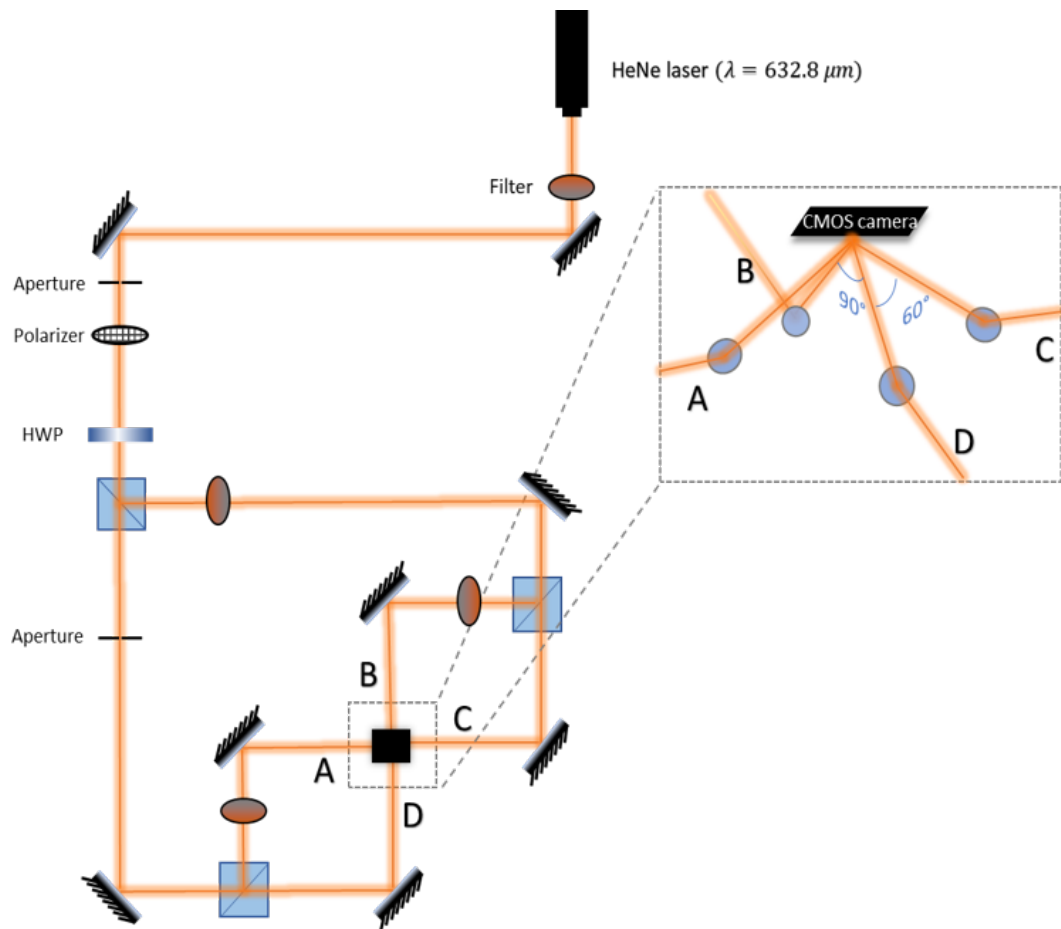 HeNe laser (λ = 632.8 μm)
Filter
CMOS camera
B
90°
60°
A
C
D
Aperture
Polarizer
HWP
Aperture
B
C
A
D